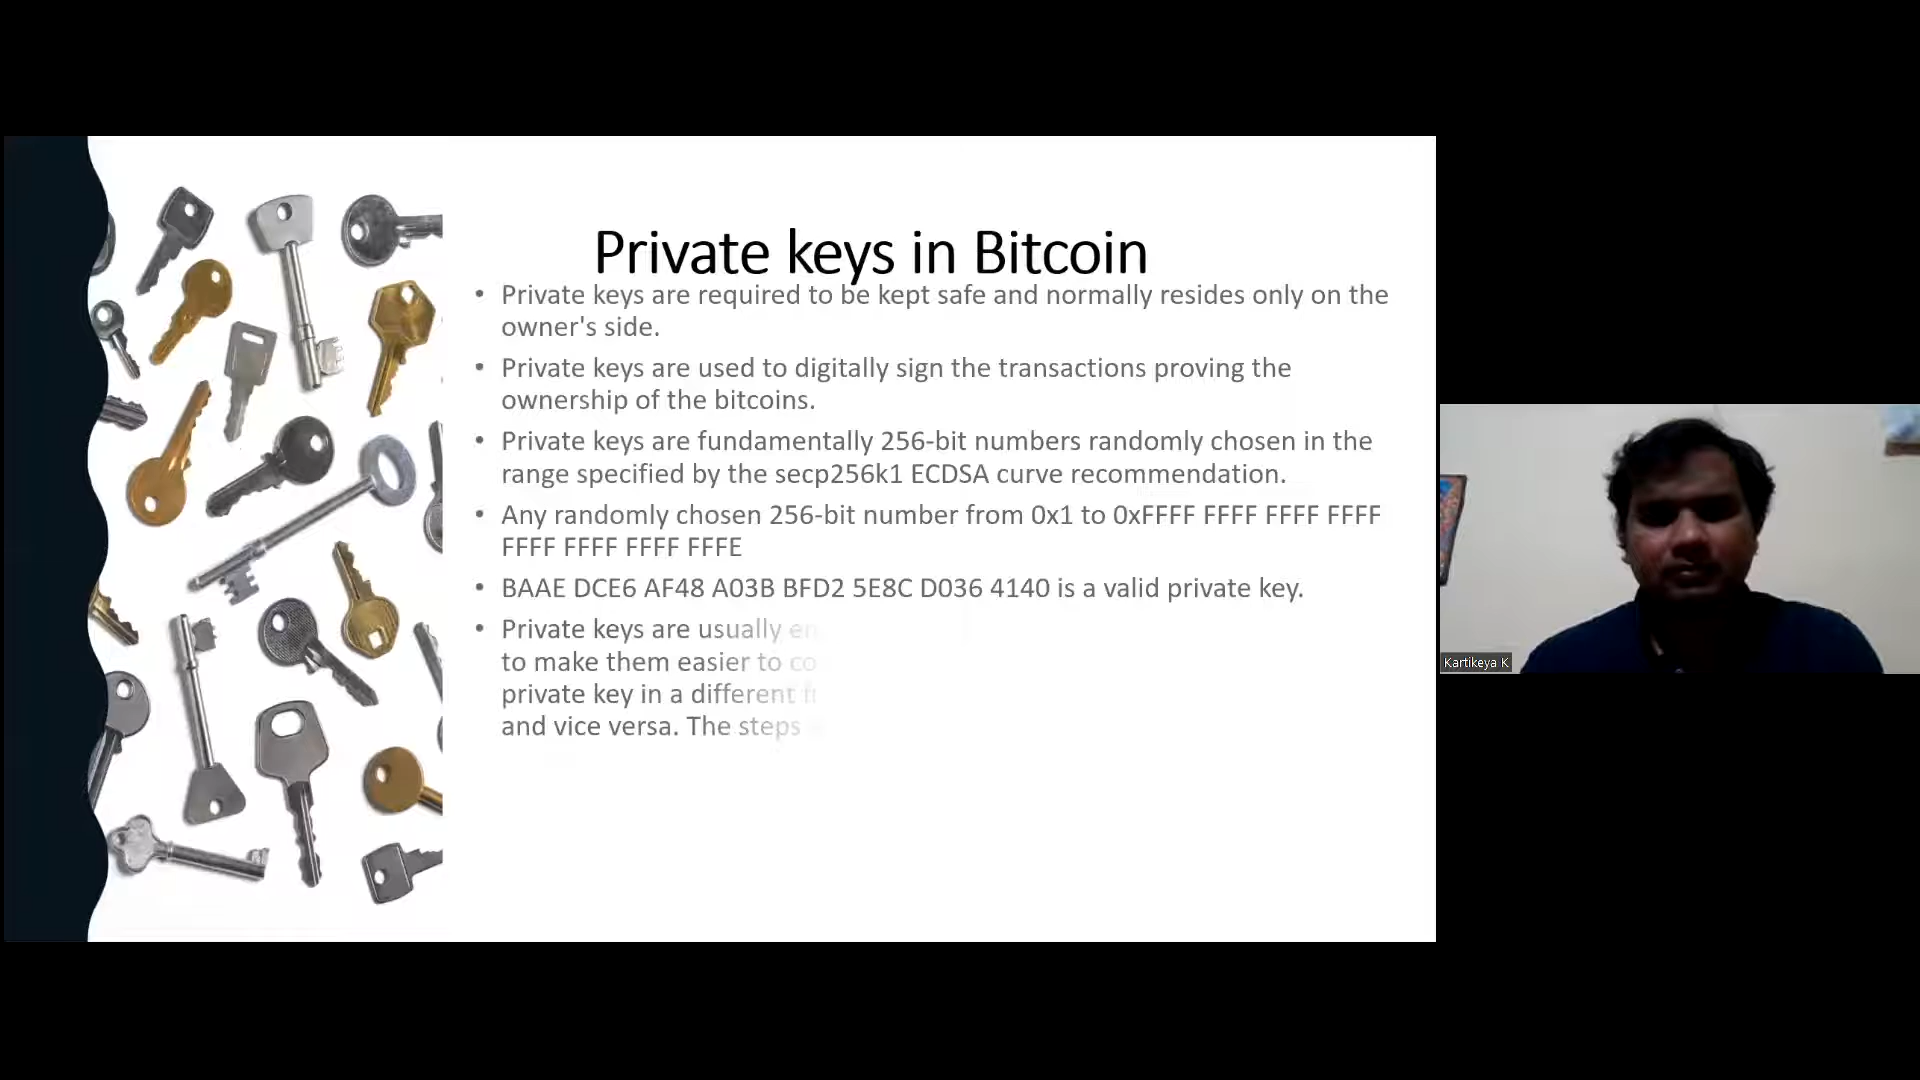 Private keys in Bitcoin
• Private keys are required to be kept safe and normally resides only on the
owner's side.
• Private keys are used to digitally sign the transactions proving the
ownership of the bitcoins.
• Private keys are fundamentally 256-bit numbers randomly chosen in the
range specified by the secp256k1 ECDSA curve recommendation.
• Any randomly chosen 256-bit number from 0x1 to 0xFFFF FFFF FFFF FFFF
FFFF FFFF FFFF FFFE
• BAAE DCE6 AF48 A03B BFD2 5E8C D036 4140 is a valid private key.
• Private keys are usually
to make them easier to
private key in a different
and vice versa. The steps
Kartikeya K